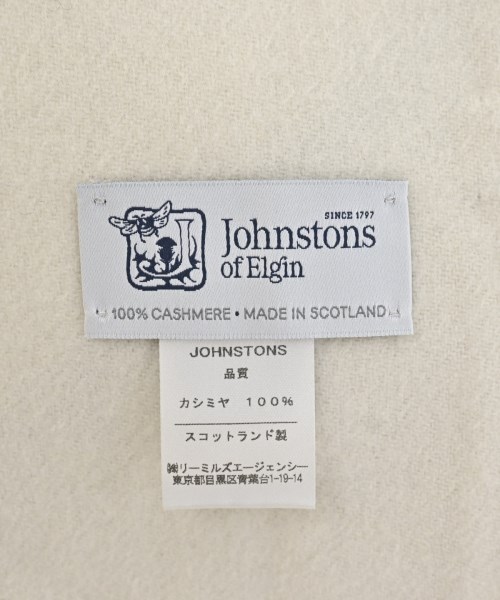 SINCE 1797
Johnstons
of Elgin
100% CASHMERE • MADE IN SCOTLAND
JOHNSTONS
品質
カシミヤ 100%
スコットランド製
㈱リーミルズエージェンシー
東京都目黒区青葉台1-19-14